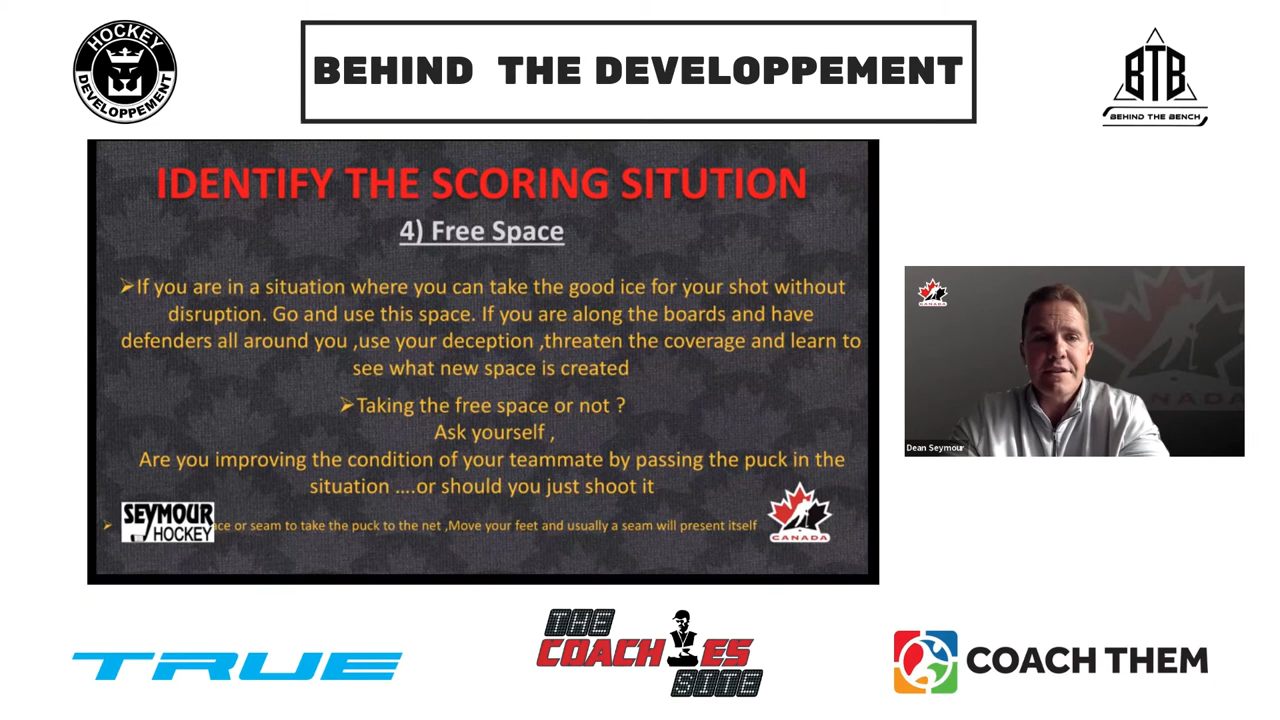 HOCKEY
DEVELOPPEMENT
BEHIND THE DEVELOPPEMENT
BTB
BEHIND THE BENCH
IDENTIFY THE SCORING SITUTION
4) Free Space
➢If you are in a situation where you can take the good ice for your shot without
disruption. Go and use this space. If you are along the boards and have
defenders all around you ,use your deception ,threaten the coverage and learn to
see what new space is created
➢Taking the free space or not ?
Ask yourself ,
Are you improving the condition of your teammate by passing the puck in the
situation ....or should you just shoot it
➢ or seam to take the puck to the net ,Move your feet and usually a seam will present itself
SEYMOUR
HOCKEY
CANADA
CANADA
Dean Seymour
TRUE
THE
COACHES
SITE
COACH THEM